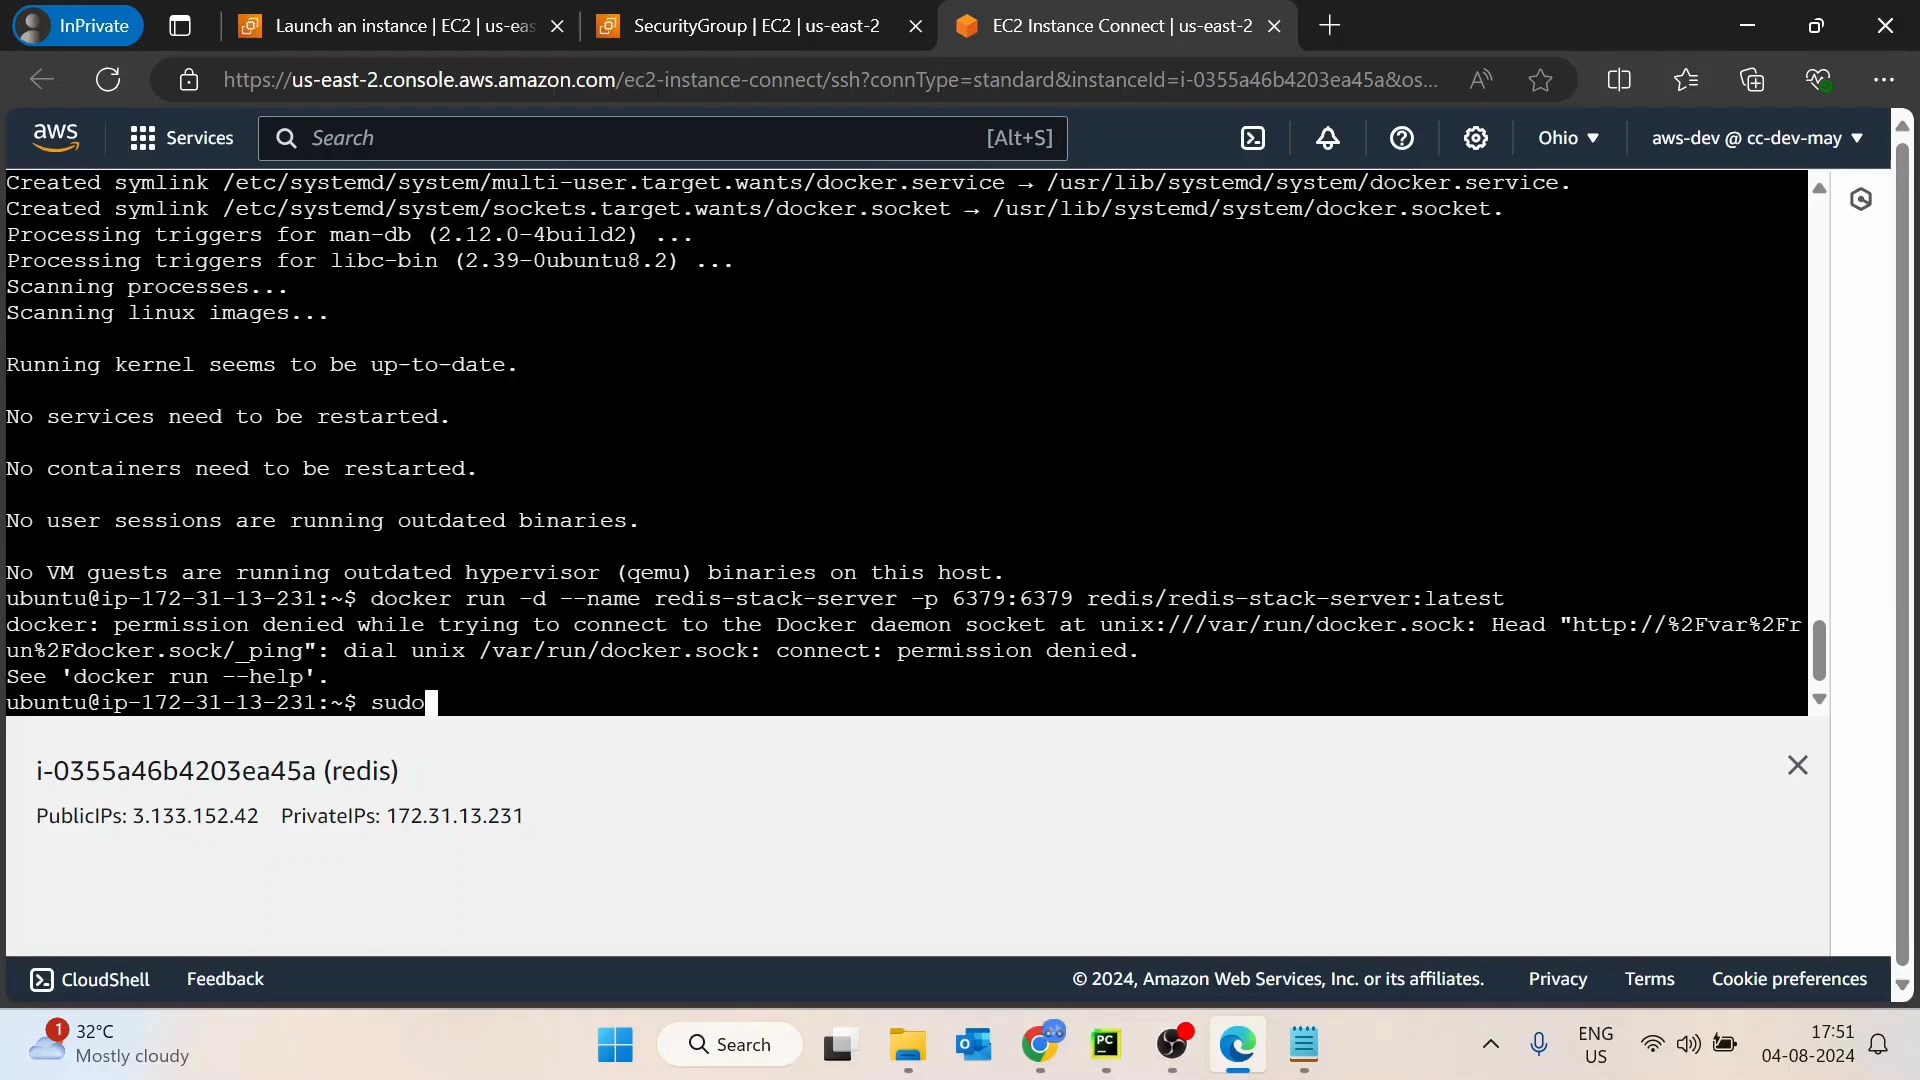 InPrivate
Launch an instance | EC2 | us-eas
SecurityGroup | EC2 | us-east-2
EC2 Instance Connect | us-east-2
https://us-east-2.console.aws.amazon.com/ec2-instance-connect/ssh?connType=standard&instanceId=i-0355a46b4203ea45a&os...
aws
Services
Search
[Alt+S]
Ohio
aws-dev @ cc-dev-may
Created symlink /etc/systemd/system/multi-user.target.wants/docker.service → /usr/lib/systemd/system/docker.service.
Created symlink /etc/systemd/system/sockets.target.wants/docker.socket → /usr/lib/systemd/system/docker.socket.
Processing triggers for man-db (2.12.0-4build2) ...
Processing triggers for libc-bin (2.39-0ubuntu8.2) ...
Scanning processes...
Scanning linux images...
Running kernel seems to be up-to-date.
No services need to be restarted.
No containers need to be restarted.
No user sessions are running outdated binaries.
No VM guests are running outdated hypervisor (qemu) binaries on this host.
ubuntu@ip-172-31-13-231:~$ docker run -d --name redis-stack-server -p 6379:6379 redis/redis-stack-server:latest
docker: permission denied while trying to connect to the Docker daemon socket at unix:///var/run/docker.sock: Head "http://%2Fvar%2Fr
un%2Fdocker.sock/_ping": dial unix /var/run/docker.sock: connect: permission denied.
See 'docker run --help'.
ubuntu@ip-172-31-13-231:~$ sudo
i-0355a46b4203ea45a (redis)
PublicIPs: 3.133.152.42 PrivateIPs: 172.31.13.231
CloudShell
Feedback
© 2024, Amazon Web Services, Inc. or its affiliates.
Privacy
Terms
Cookie preferences
1
32°C
Mostly cloudy
Search
PC
ENG
US
17:51
04-08-2024